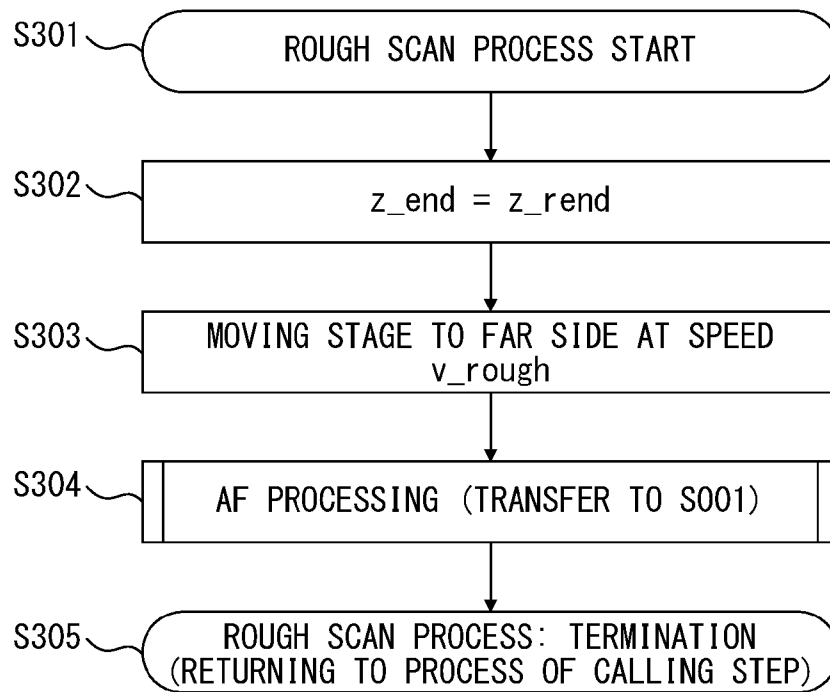 S301
ROUGH SCAN PROCESS START
S302
z_end = z_rend
S303
MOVING STAGE TO FAR SIDE AT SPEED
v_rough
S304
AF PROCESSING (TRANSFER TO S001)
S305
ROUGH SCAN PROCESS: TERMINATION
(RETURNING TO PROCESS OF CALLING STEP)